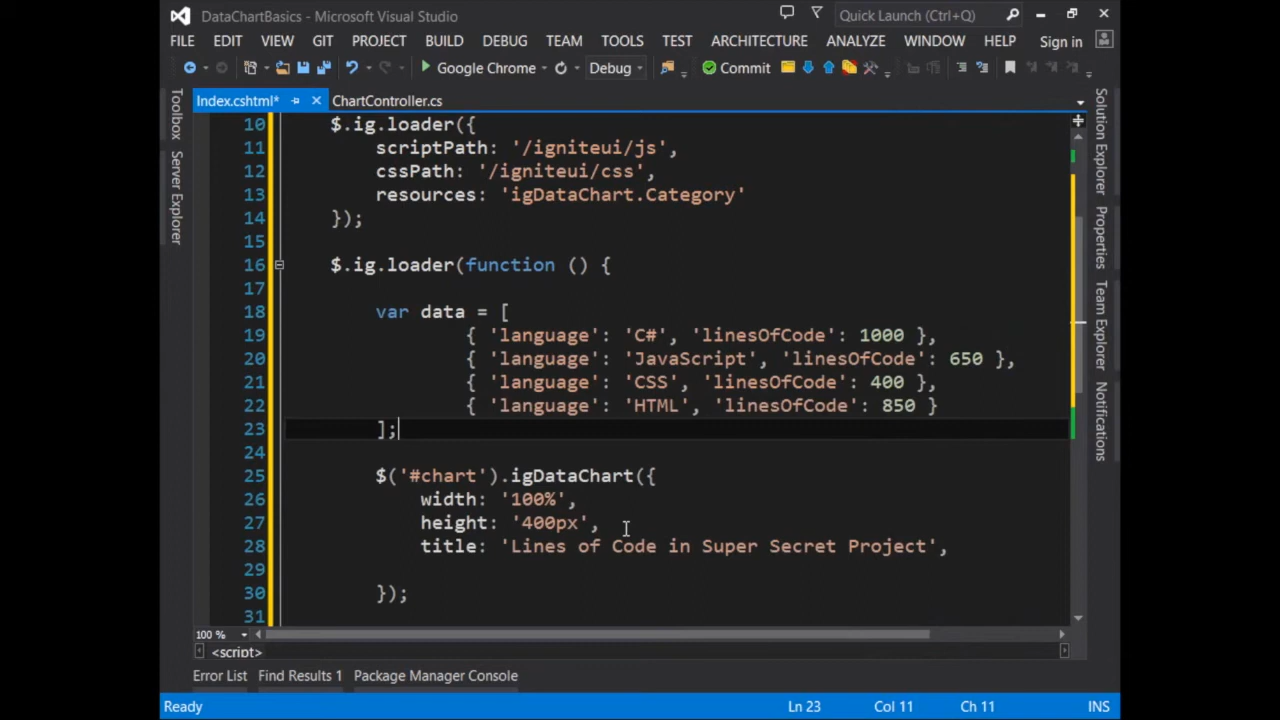 DataChartBasics - Microsoft Visual Studio
Quick Launch (Ctrl+Q)
FILE EDIT VIEW GIT PROJECT BUILD DEBUG TEAM TOOLS TEST ARCHITECTURE ANALYZE WINDOW HELP Sign in
Google Chrome Debug Commit
Index.cshtml* ChartController.cs
Toolbox
Server Explorer
10 $.ig.loader({
11 scriptPath: '/igniteui/js',
12 cssPath: '/igniteui/css',
13 resources: 'igDataChart.Category'
14 });
15
16 $.ig.loader(function () {
17
18 var data = [
19 { 'language': 'C#', 'linesOfCode': 1000 },
20 { 'language': 'JavaScript', 'linesOfCode': 650 },
21 { 'language': 'CSS', 'linesOfCode': 400 },
22 { 'language': 'HTML', 'linesOfCode': 850 }
23 ];
24
25 $('#chart').igDataChart({
26 width: '100%',
27 height: '400px',
28 title: 'Lines of Code in Super Secret Project',
29
30 });
31
Solution Explorer
Properties
Team Explorer
Notifications
100 %
<script>
Error List Find Results 1 Package Manager Console
Ready Ln 23 Col 11 Ch 11 INS